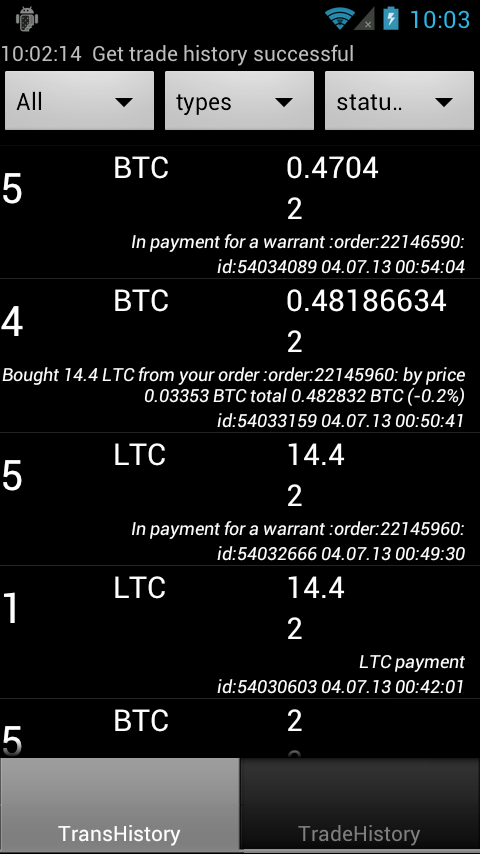 10:03
10:02:14 Get trade history successful
All types statu..
5 BTC 0.4704
2
In payment for a warrant :order:22146590:
id:54034089 04.07.13 00:54:04
4 BTC 0.48186634
2
Bought 14.4 LTC from your order :order:22145960: by price
0.03353 BTC total 0.482832 BTC (-0.2%)
id:54033159 04.07.13 00:50:41
5 LTC 14.4
2
In payment for a warrant :order:22145960:
id:54032666 04.07.13 00:49:30
1 LTC 14.4
2
LTC payment
id:54030603 04.07.13 00:42:01
5 BTC 2
TransHistory TradeHistory